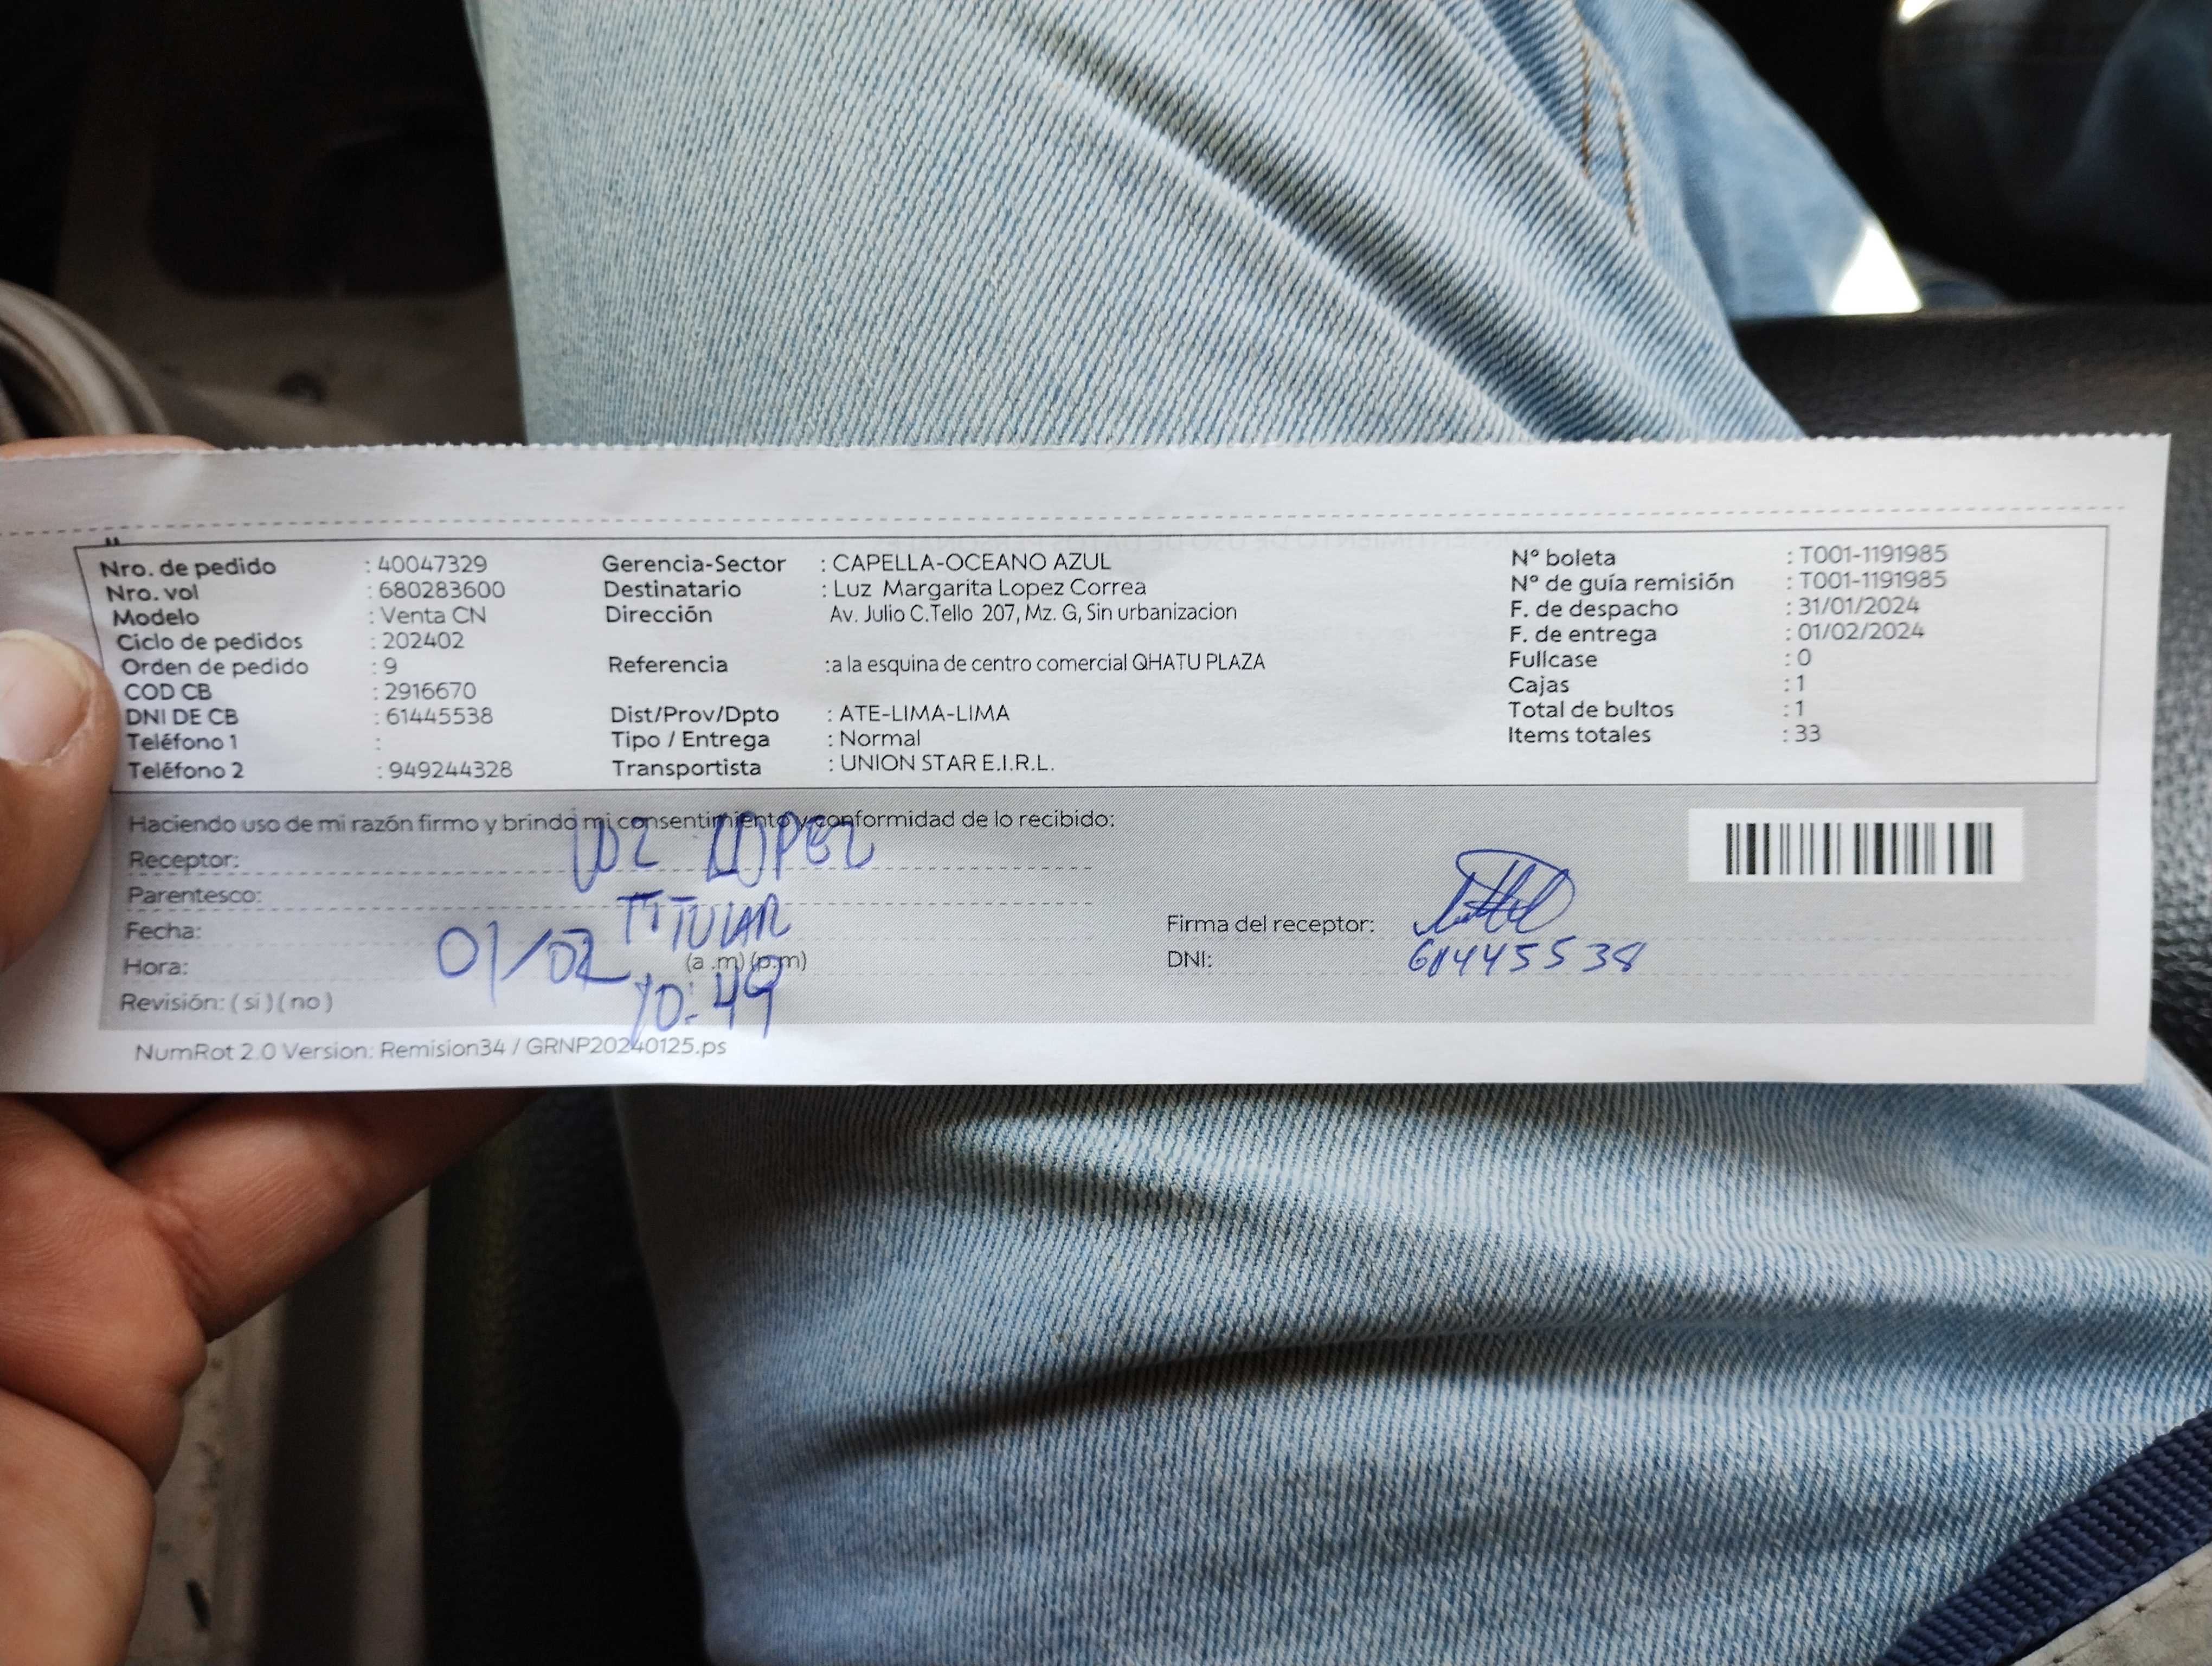 Nro. de pedido : 40047329 Gerencia-Sector : CAPELLA-OCEANO AZUL N° boleta : T001-1191985
Nro. vol : 680283600 Destinatario : Luz Margarita Lopez Correa N° de guía remisión : T001-1191985
Modelo : Venta CN Dirección Av. Julio C.Tello 207, Mz. G, Sin urbanizacion F. de despacho : 31/01/2024
Ciclo de pedidos : 202402 F. de entrega : 01/02/2024
Orden de pedido : 9 Referencia :a la esquina de centro comercial QHATU PLAZA Fullcase : 0
COD CB : 2916670 Cajas : 1
DNI DE CB : 61445538 Dist/Prov/Dpto : ATE-LIMA-LIMA Total de bultos : 1
Teléfono 1 : Tipo / Entrega : Normal Items totales : 33
Teléfono 2 : 949244328 Transportista : UNION STAR E.I.R.L.
Haciendo uso de mi razón firmo y brindo mi consentimiento y conformidad de lo recibido:
Receptor: LUZ LOPEZ
Parentesco: TITULAR
Fecha: 01/02 Firma del receptor:
Hora: 10:49 (a .m) (p.m) DNI: 61445538
Revisión: ( si ) ( no )
NumRot 2.0 Version: Remision34 / GRNP20240125.ps